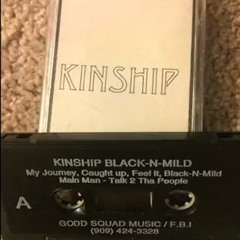 KINSHIP
KINSHIP BLACK-N-MILD
My Journey, Caught up, Feel It, Black-N-Mild
Main Man - Talk 2 Tha People
A
GODD SQUAD MUSIC / F.B.I
(909) 424-3328